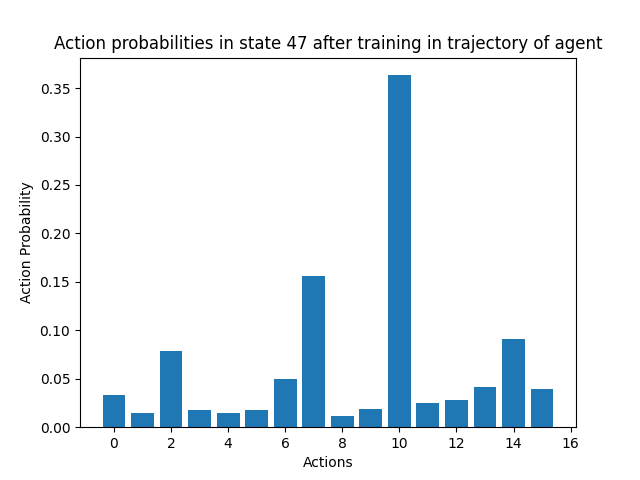 Action probabilities in state 47 after training in trajectory of agent
0.35
0.30
0.25
0.20
0.15
0.10
0.05
0.00
Action Probability
0 2 4 6 8 10 12 14 16
Actions